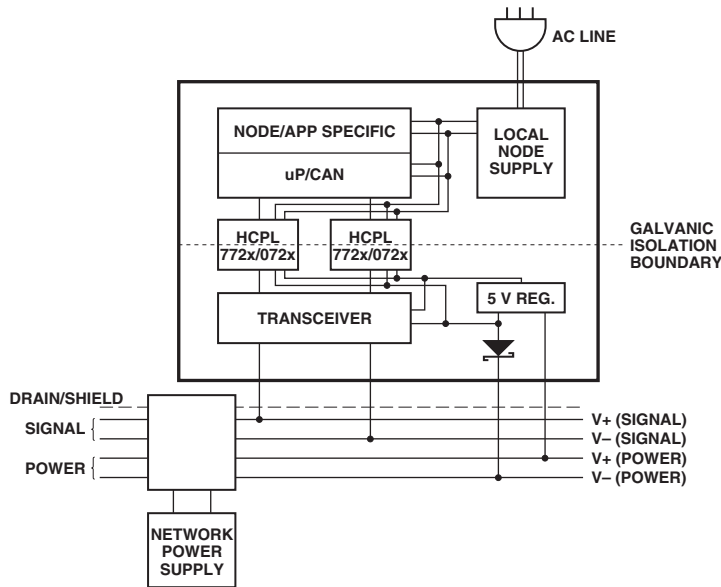 AC LINE
NODE/APP SPECIFIC
uP/CAN
LOCAL
NODE
SUPPLY
HCPL
772x/072x
HCPL
772x/072x
GALVANIC
ISOLATION
BOUNDARY
5 V REG.
TRANSCEIVER
DRAIN/SHIELD
SIGNAL
POWER
V+ (SIGNAL)
V– (SIGNAL)
V+ (POWER)
V– (POWER)
NETWORK
POWER
SUPPLY